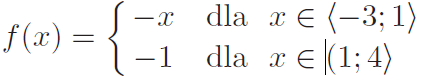 f(x) = { −x dla x ∈ ⟨−3; 1⟩
−1 dla x ∈ (1; 4⟩